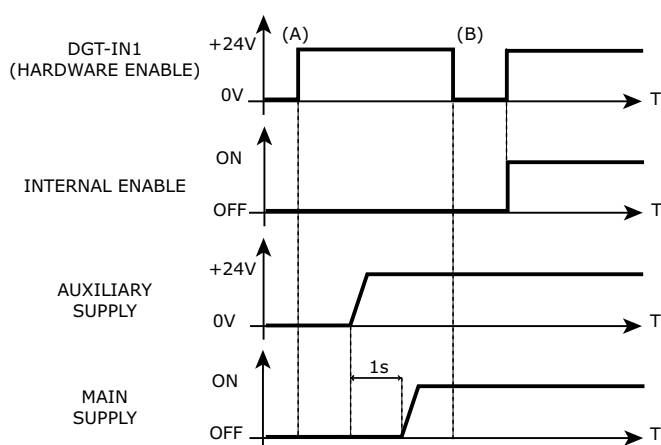 DGT-IN1
(HARDWARE ENABLE)
+24V
0V
(A)
(B)
T
INTERNAL ENABLE
ON
OFF
T
AUXILIARY
SUPPLY
+24V
0V
T
MAIN
SUPPLY
ON
OFF
1s
T